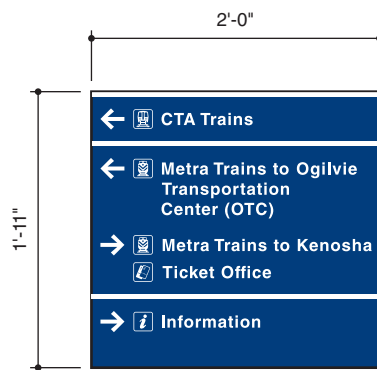 2'-0"
1'-11"
CTA Trains
Metra Trains to Ogilvie
Transportation
Center (OTC)
Metra Trains to Kenosha
Ticket Office
i Information